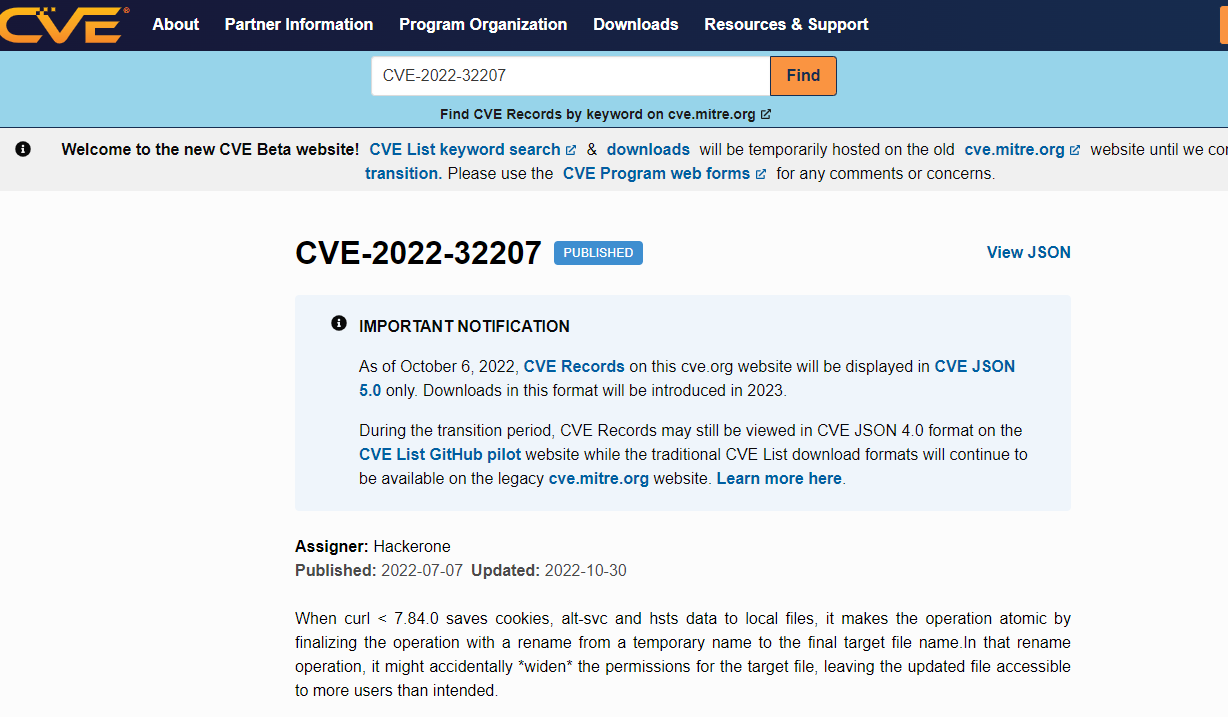 CVE® About Partner Information Program Organization Downloads Resources & Support
CVE-2022-32207 Find
Find CVE Records by keyword on cve.mitre.org
Welcome to the new CVE Beta website! CVE List keyword search & downloads will be temporarily hosted on the old cve.mitre.org website until we
transition. Please use the CVE Program web forms for any comments or concerns.
CVE-2022-32207 PUBLISHED View JSON
IMPORTANT NOTIFICATION
As of October 6, 2022, CVE Records on this cve.org website will be displayed in CVE JSON
5.0 only. Downloads in this format will be introduced in 2023.
During the transition period, CVE Records may still be viewed in CVE JSON 4.0 format on the
CVE List GitHub pilot website while the traditional CVE List download formats will continue to
be available on the legacy cve.mitre.org website. Learn more here.
Assigner: Hackerone
Published: 2022-07-07 Updated: 2022-10-30
When curl < 7.84.0 saves cookies, alt-svc and hsts data to local files, it makes the operation atomic by
finalizing the operation with a rename from a temporary name to the final target file name.In that rename
operation, it might accidentally *widen* the permissions for the target file, leaving the updated file accessible
to more users than intended.